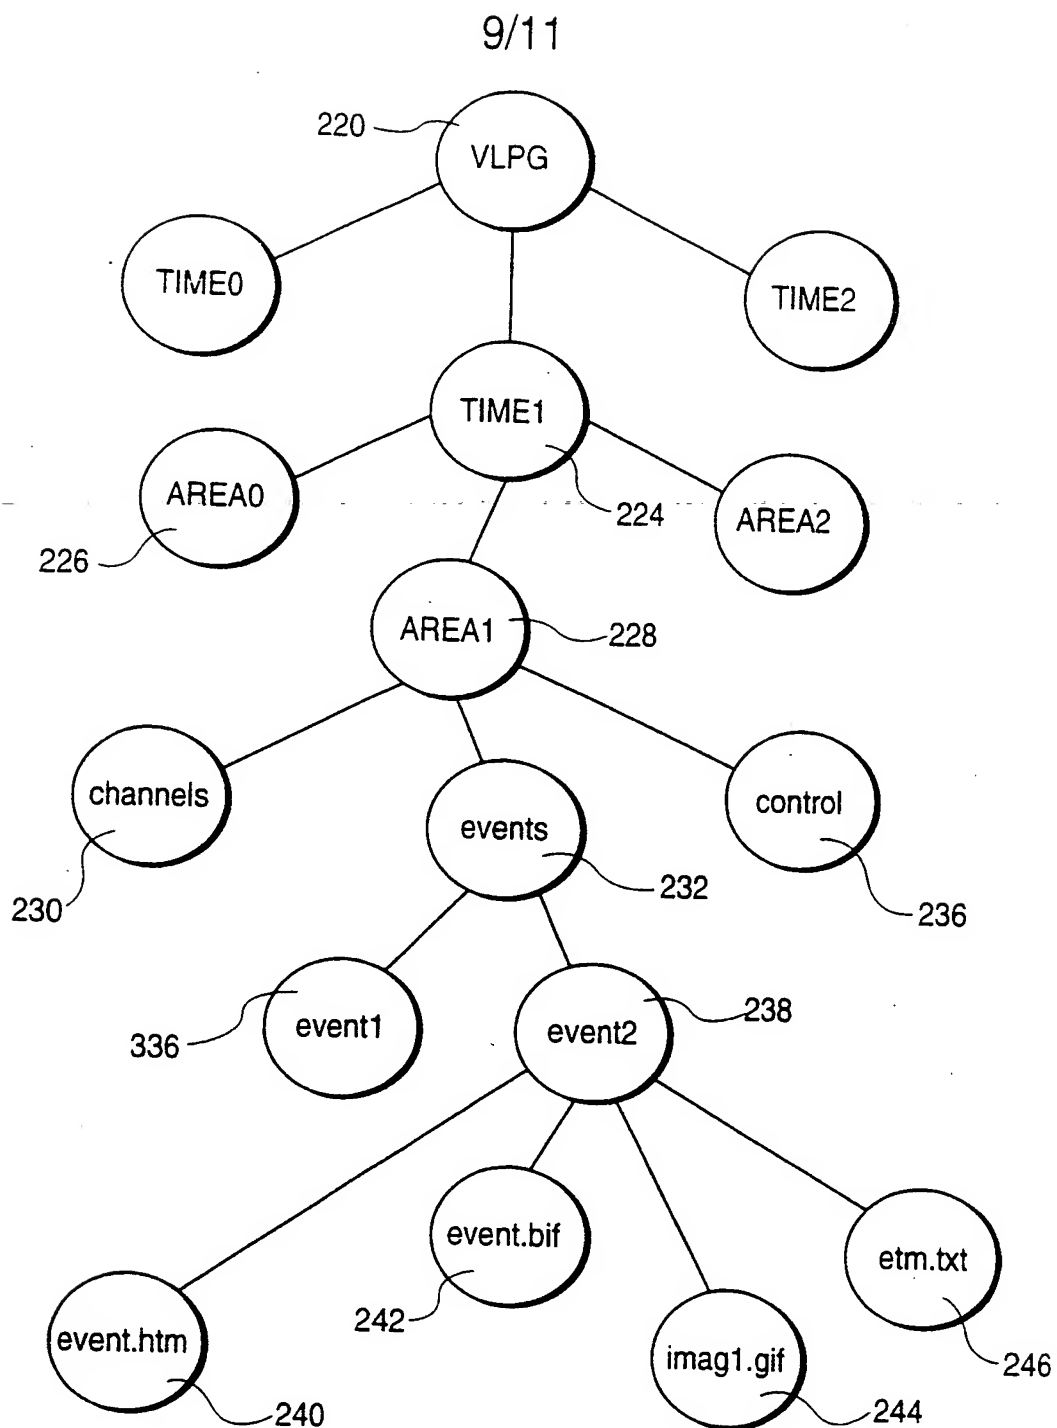 9/11
220
VLPG
TIME0
TIME2
TIME1
AREA0
224
AREA2
226
AREA1
228
channels
events
control
230
232
236
336
event1
event2
238
event.bif
etm.txt
242
event.htm
imag1.gif
246
240
244